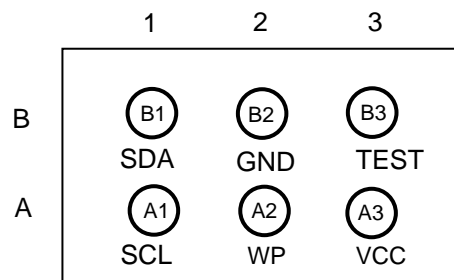 1 2 3
B B1 B2 B3
SDA GND TEST
A A1 A2 A3
SCL WP VCC